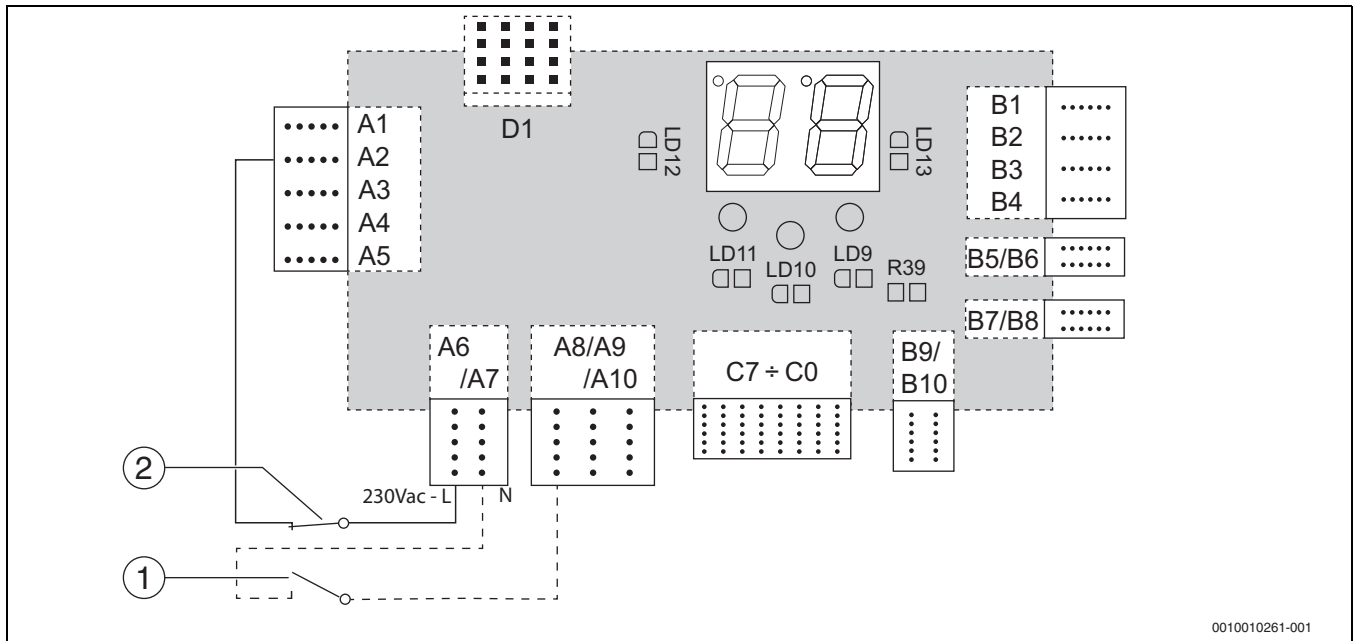 D1
A1
A2
A3
A4
A5
LD12
LD13
B1
B2
B3
B4
LD11
LD10
LD9
R39
B5/B6
B7/B8
A6
/A7
A8/A9
/A10
C7 ÷ C0
B9/
B10
2
230Vac - L
N
1
0010010261-001